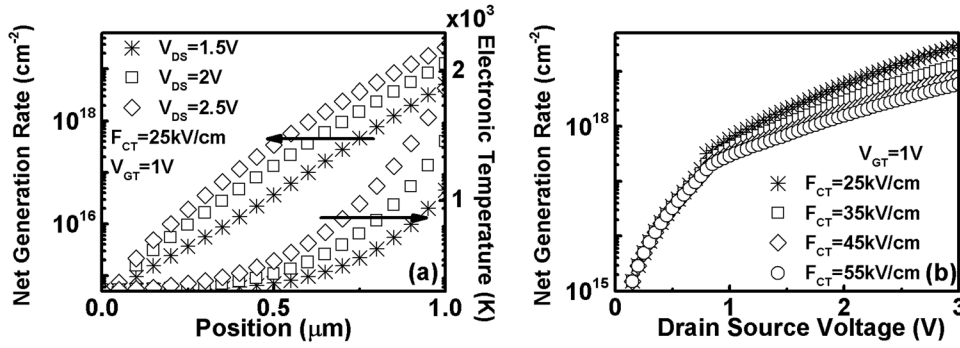 x10³
Net Generation Rate (cm⁻²)
10¹⁸
10¹⁶
V_DS=1.5V
V_DS=2V
V_DS=2.5V
F_CT=25kV/cm
V_GT=1V
(a)
2
1
Electronic Temperature (K)
0.0
0.5
1.0
Position (μm)
Net Generation Rate (cm⁻²)
10¹⁸
10¹⁵
V_GT=1V
F_CT=25kV/cm
F_CT=35kV/cm
F_CT=45kV/cm
F_CT=55kV/cm
(b)
0
1
2
3
Drain Source Voltage (V)